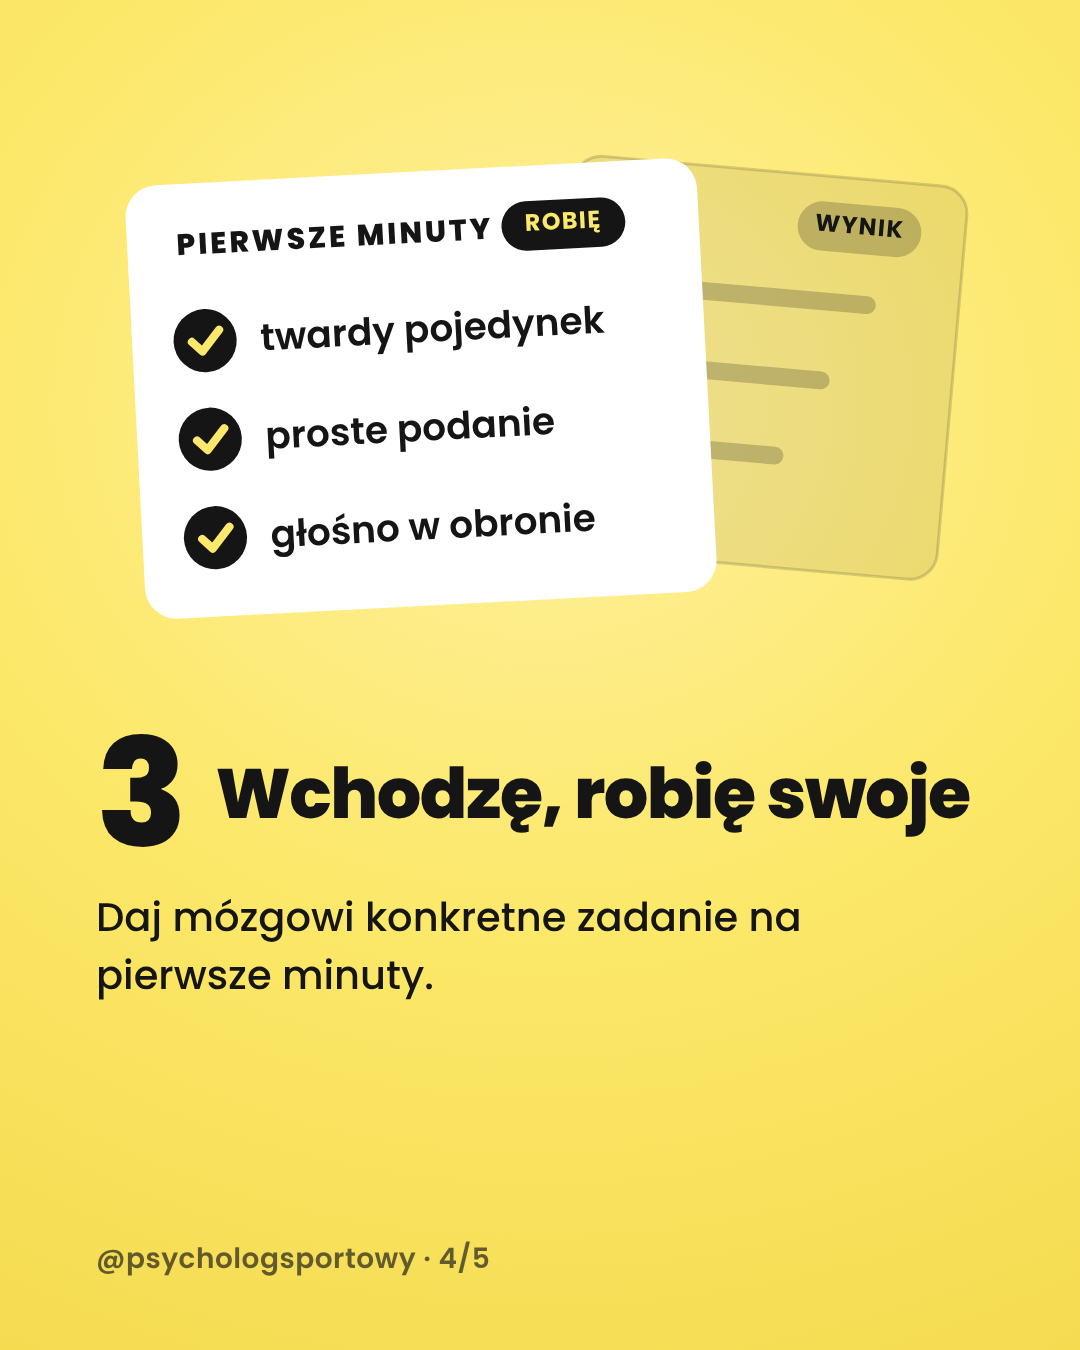 PIERWSZE MINUTY ROBIĘ
WYNIK
twardy pojedynek
proste podanie
głośno w obronie
3 Wchodzę, robię swoje
Daj mózgowi konkretne zadanie na
pierwsze minuty.
@psychologsportowy · 4/5